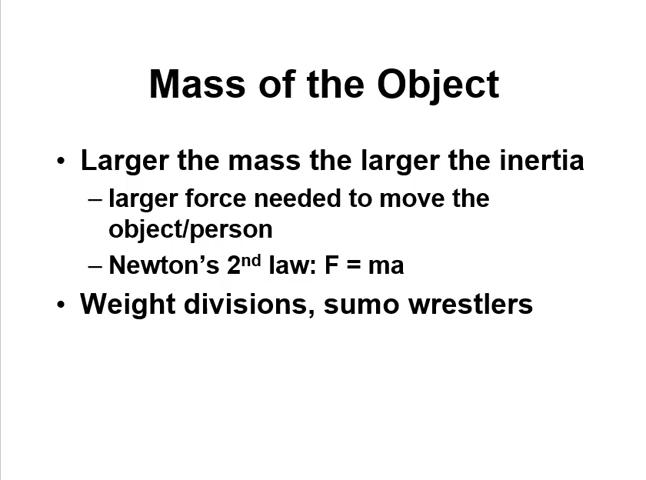 Mass of the Object
• Larger the mass the larger the inertia
– larger force needed to move the
object/person
– Newton’s 2nd law: F = ma
• Weight divisions, sumo wrestlers